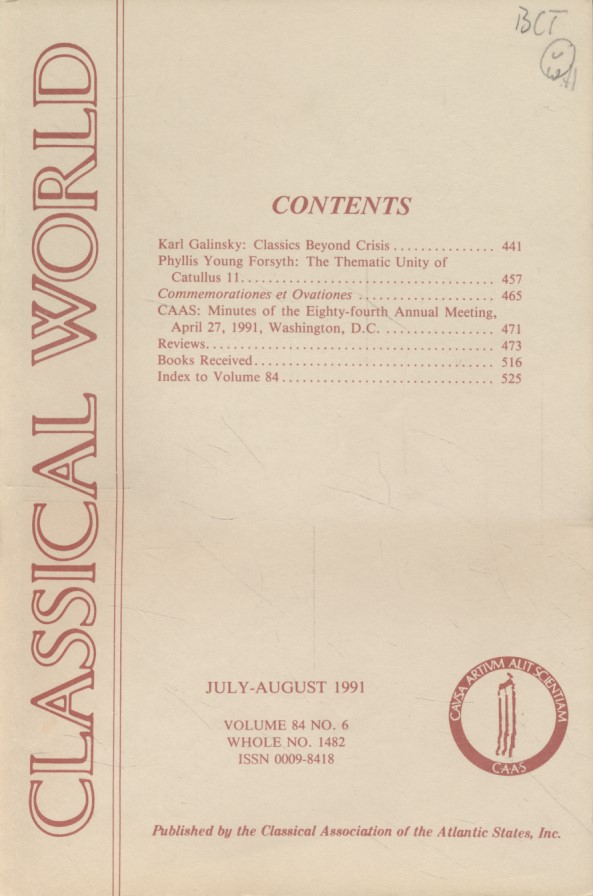 BCT
CLASSICAL WORLD
CONTENTS
Karl Galinsky: Classics Beyond Crisis ............... 441
Phyllis Young Forsyth: The Thematic Unity of
Catullus 11..................................... 457
Commemorationes et Ovationes .................... 465
CAAS: Minutes of the Eighty-fourth Annual Meeting,
April 27, 1991, Washington, D.C. ................ 471
Reviews.......................................... 473
Books Received................................... 516
Index to Volume 84............................... 525
JULY-AUGUST 1991
VOLUME 84 NO. 6
WHOLE NO. 1482
ISSN 0009-8418
CAVSA ARTIVM ALIT SCIENTIAM
CAAS
Published by the Classical Association of the Atlantic States, Inc.